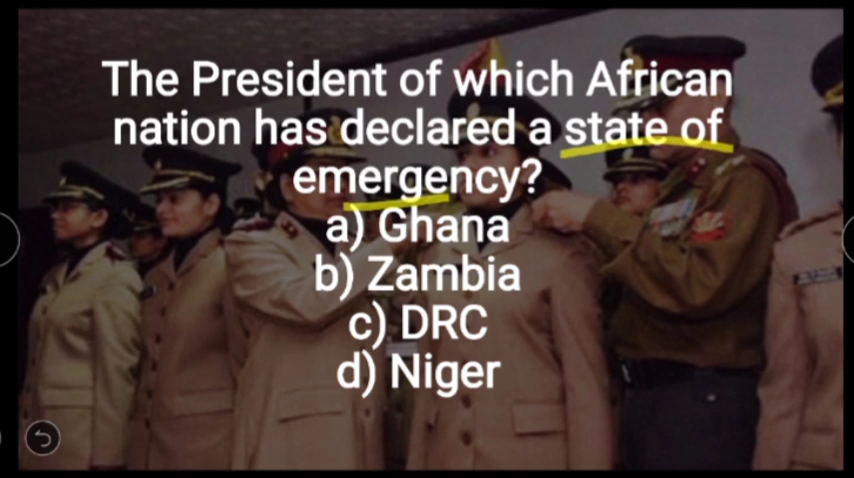 The President of which African
nation has declared a state of
emergency?
a) Ghana
b) Zambia
c) DRC
d) Niger